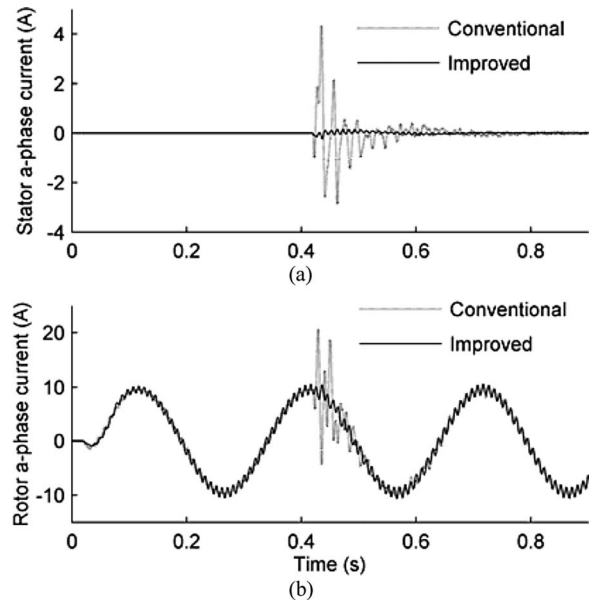 Stator a-phase current (A)
4
2
0
-2
-4
Conventional
Improved
0 0.2 0.4 0.6 0.8
(a)
Rotor a-phase current (A)
20
10
0
-10
Conventional
Improved
0 0.2 0.4 0.6 0.8
Time (s)
(b)